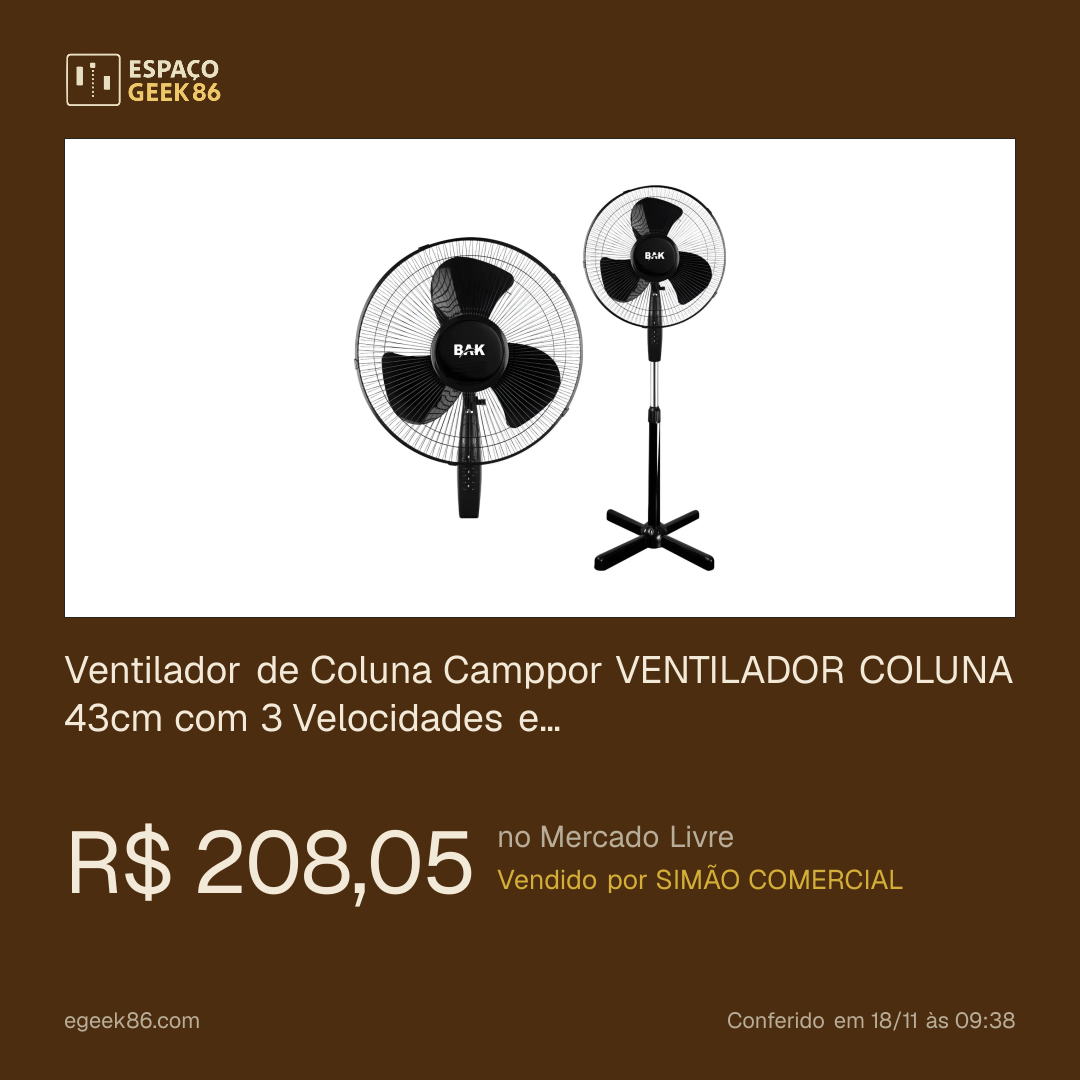 ESPAÇO
GEEK86
BAK
BAK
Ventilador de Coluna Camppor VENTILADOR COLUNA
43cm com 3 Velocidades e...
R$ 208,05
no Mercado Livre
Vendido por SIMÃO COMERCIAL
egeek86.com
Conferido em 18/11 às 09:38